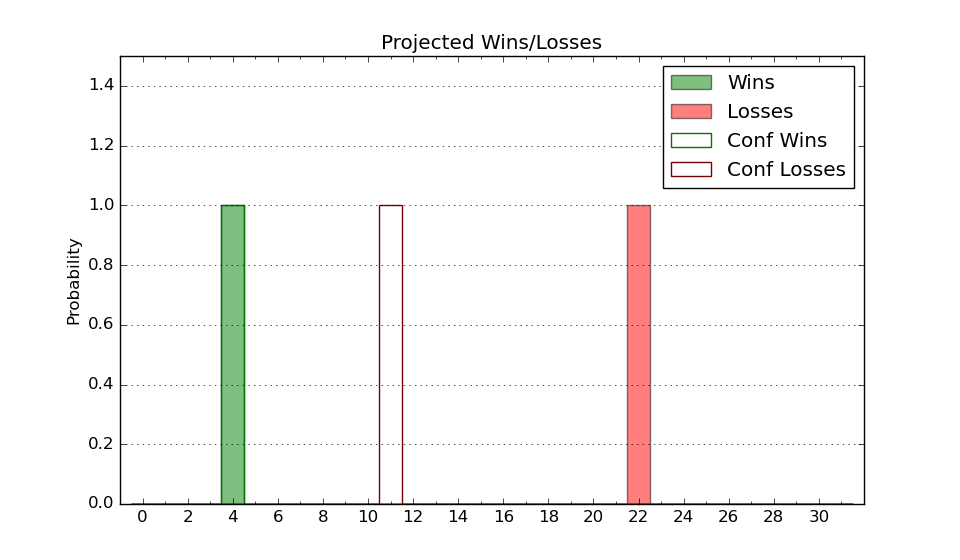 Projected Wins/Losses
Wins
Losses
Conf Wins
Conf Losses
Probability
1.4
1.2
1.0
0.8
0.6
0.4
0.2
0.0
0 2 4 6 8 10 12 14 16 18 20 22 24 26 28 30